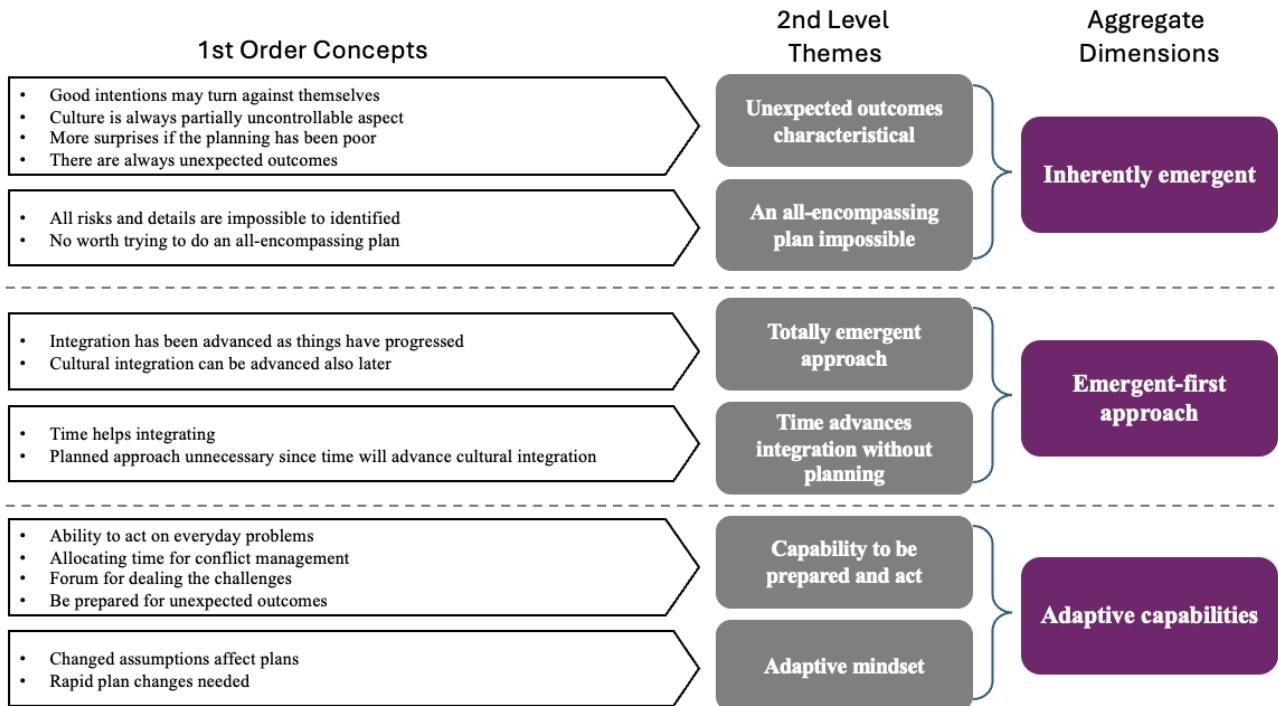 1st Order Concepts
2nd Level
Themes
Aggregate
Dimensions
• Good intentions may turn against themselves
• Culture is always partially uncontrollable aspect
• More surprises if the planning has been poor
• There are always unexpected outcomes
Unexpected outcomes
characteristical
• All risks and details are impossible to identified
• No worth trying to do an all-encompassing plan
An all-encompassing
plan impossible
Inherently emergent
• Integration has been advanced as things have progressed
• Cultural integration can be advanced also later
Totally emergent
approach
• Time helps integrating
• Planned approach unnecessary since time will advance cultural integration
Time advances
integration without
planning
Emergent-first
approach
• Ability to act on everyday problems
• Allocating time for conflict management
• Forum for dealing the challenges
• Be prepared for unexpected outcomes
Capability to be
prepared and act
• Changed assumptions affect plans
• Rapid plan changes needed
Adaptive mindset
Adaptive capabilities